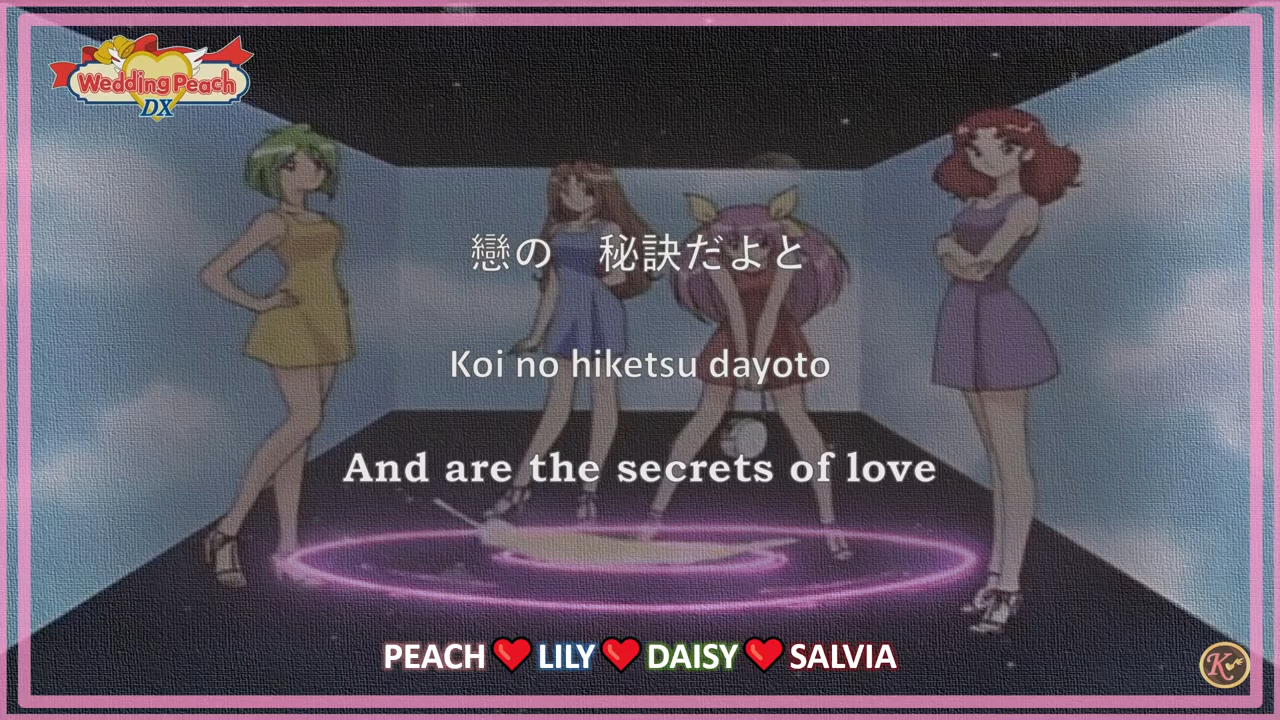 Wedding Peach
DX
戀の　秘訣だよと
Koi no hiketsu dayoto
And are the secrets of love
PEACH❤LILY❤DAISY❤SALVIA
K